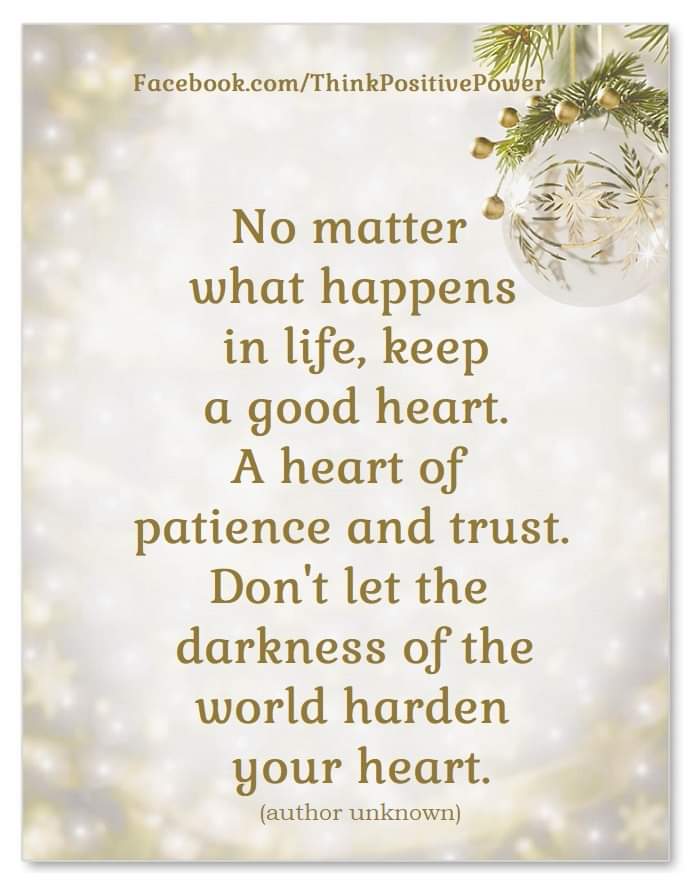 Facebook.com/ThinkPositivePower
No matter
what happens
in life, keep
a good heart.
A heart of
patience and trust.
Don't let the
darkness of the
world harden
your heart.
(author unknown)